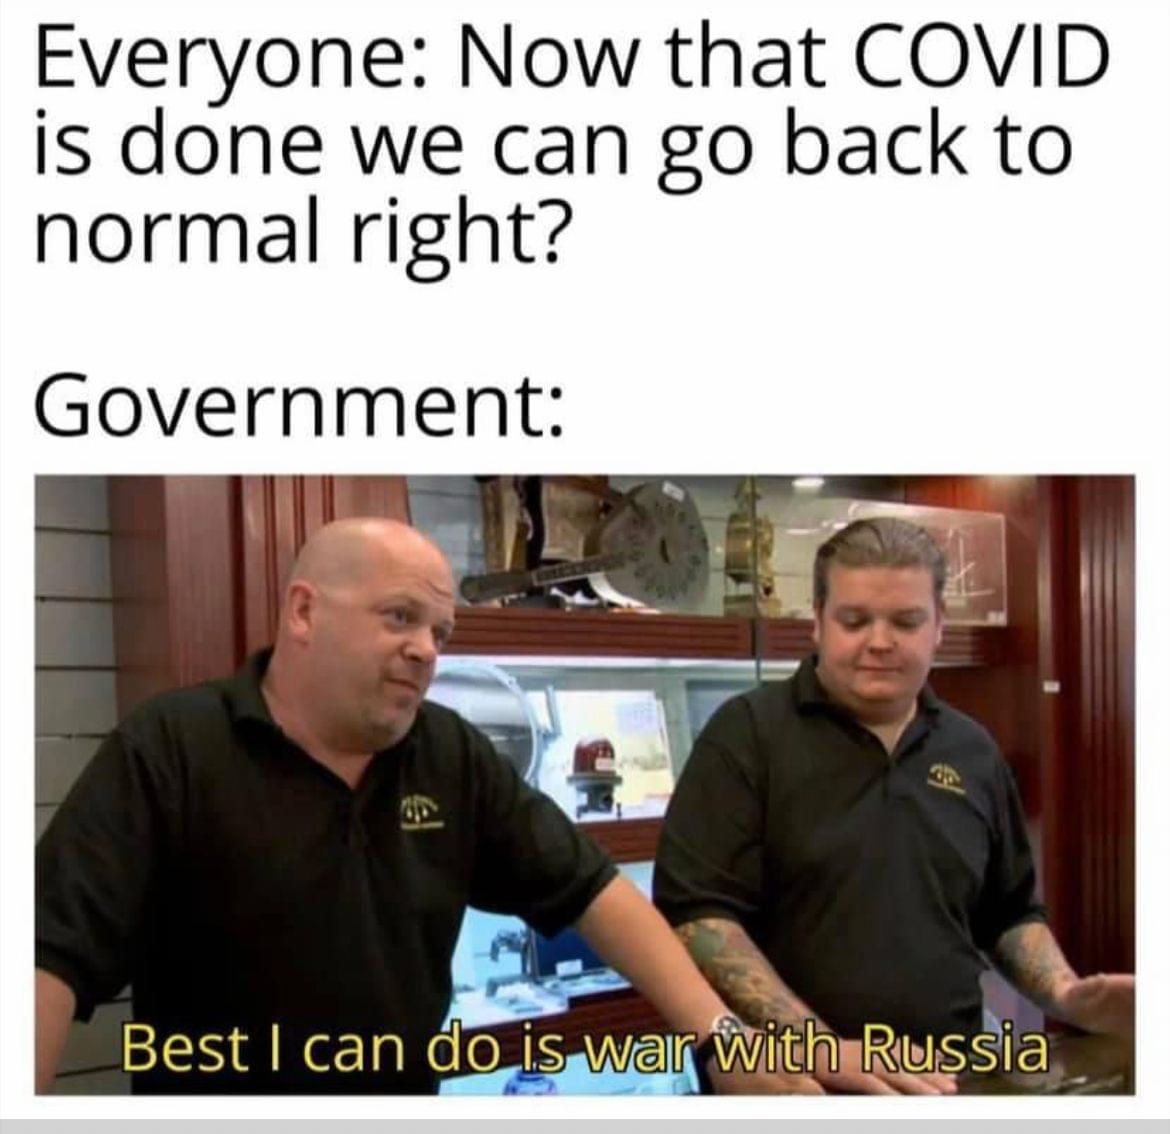 Everyone: Now that COVID
is done we can go back to
normal right?
Government:
Best I can do is war with Russia